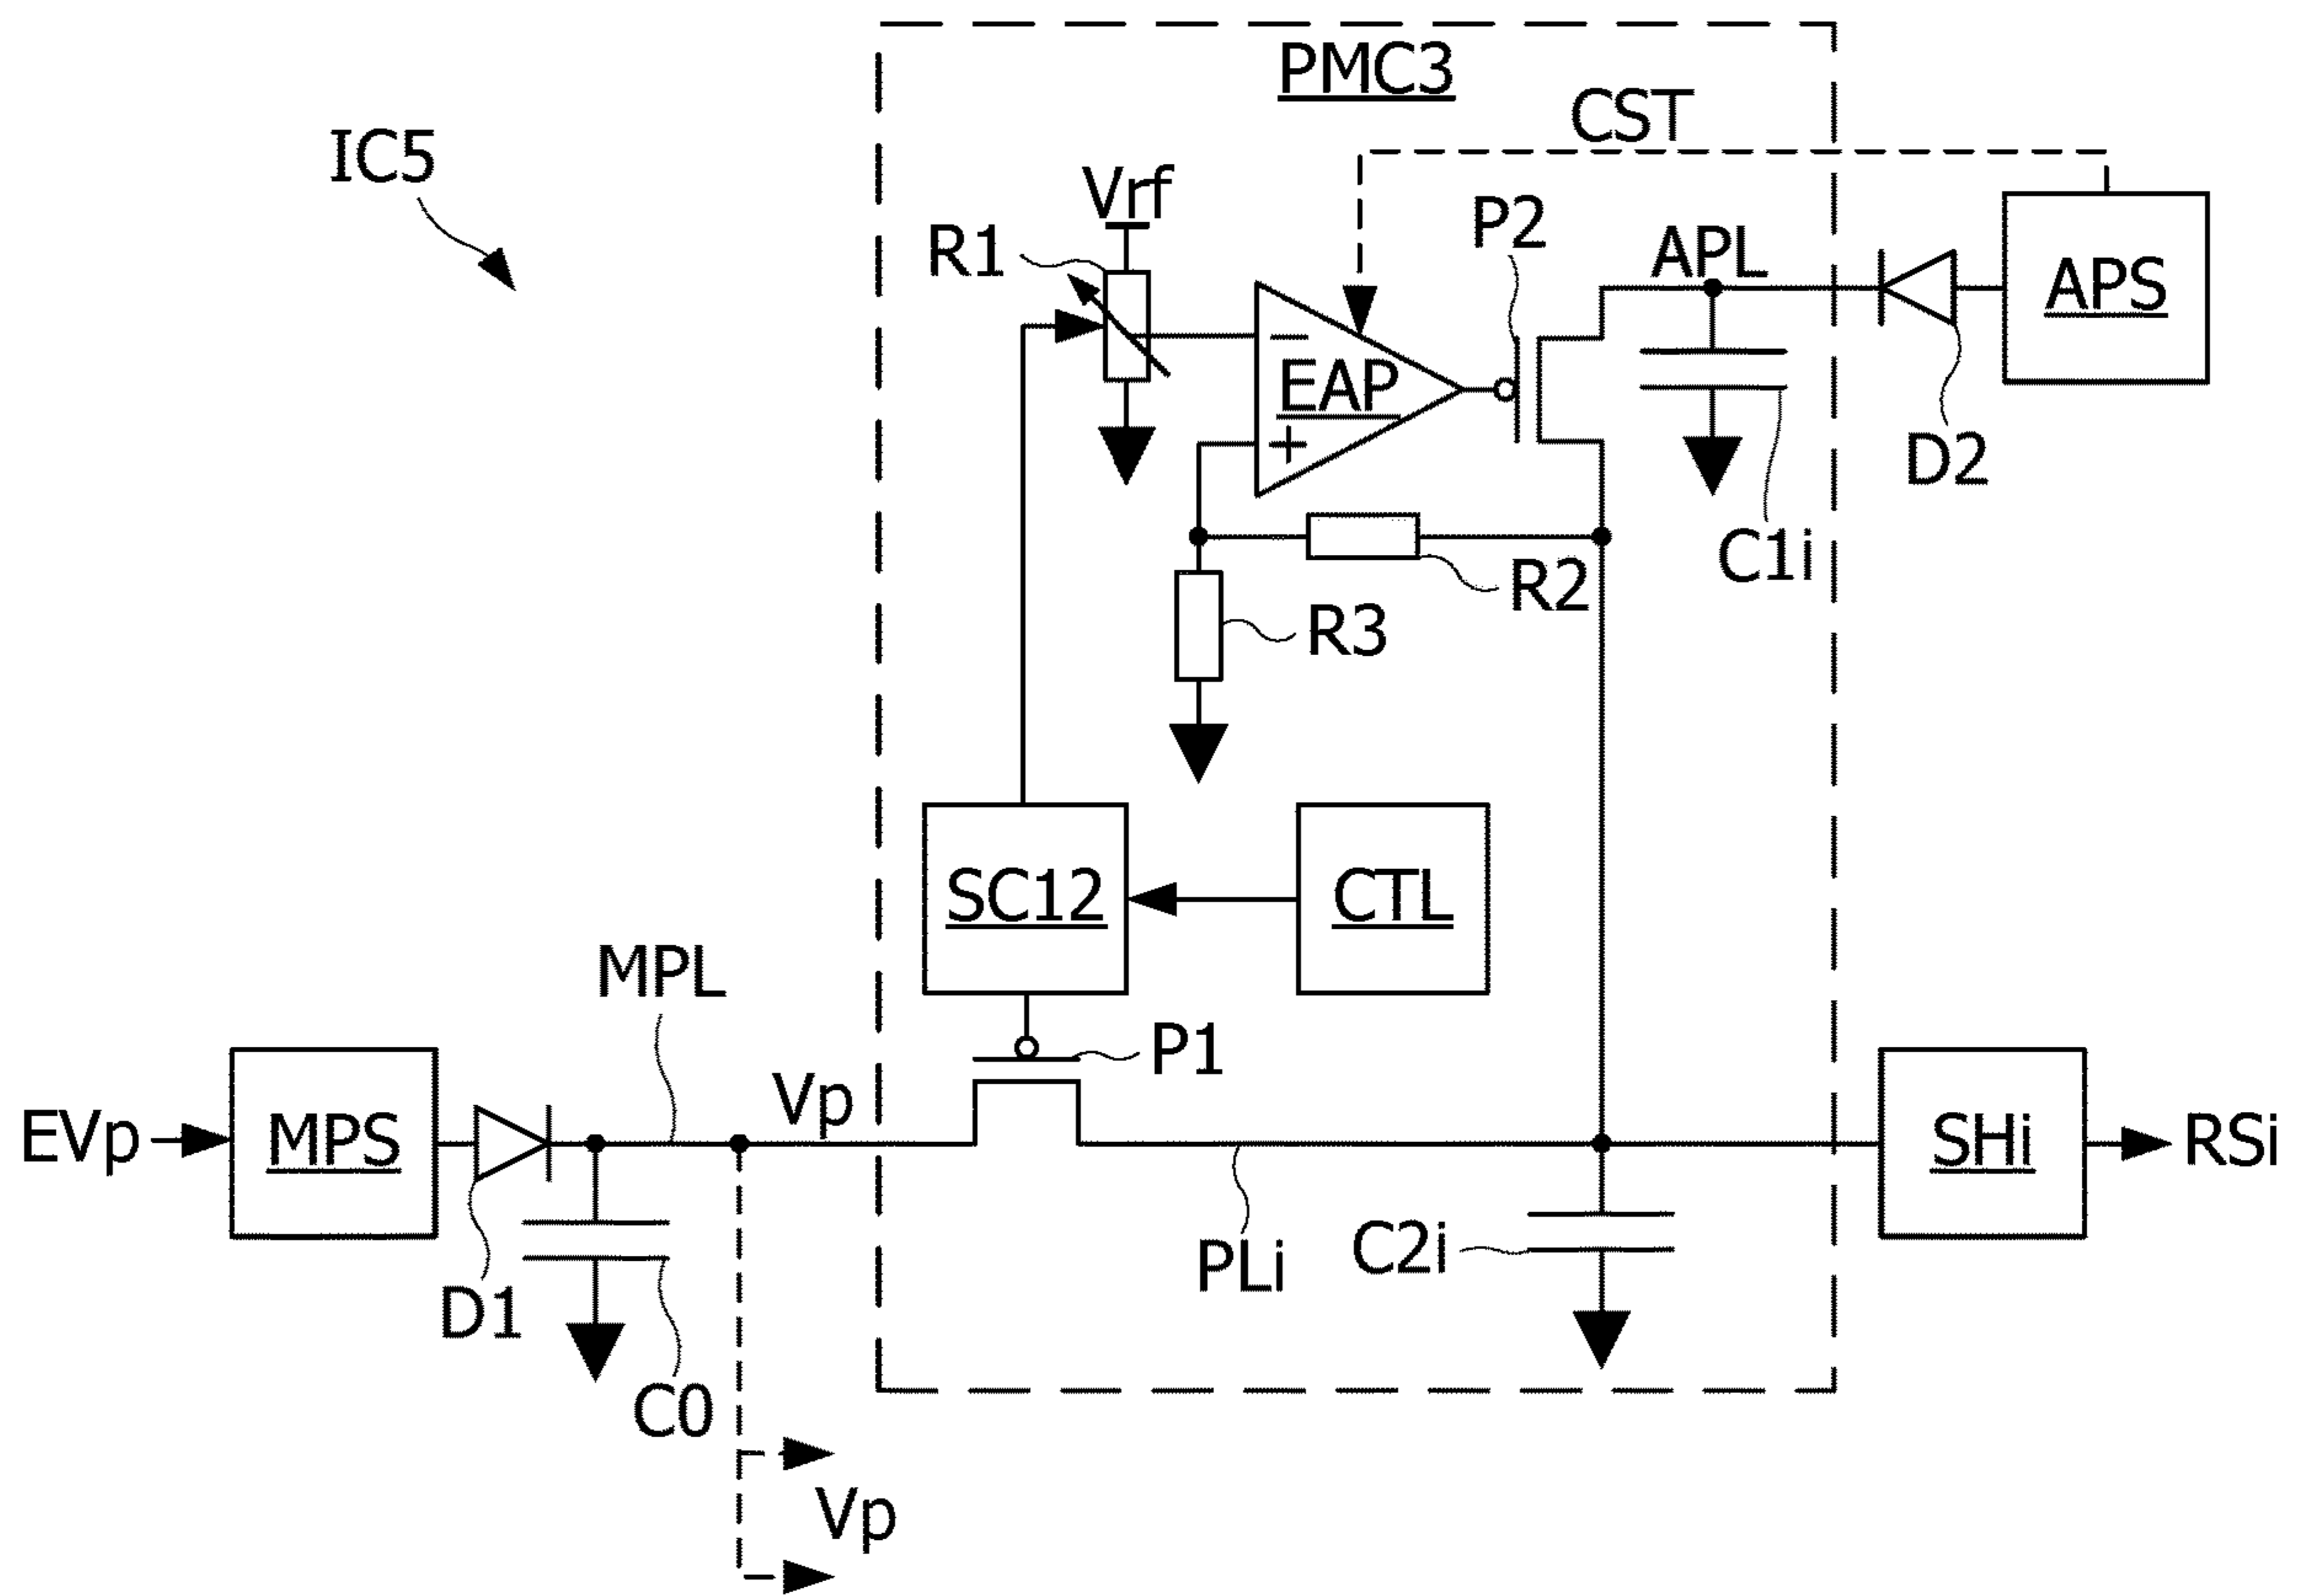 PMC3
CST
IC5
Vrf
P2
R1
APL
APS
−
EAP
+
D2
C1i
R2
R3
SC12
CTL
MPL
P1
Vp
EVp
MPS
SHi
RSi
C2i
PLi
D1
C0
Vp